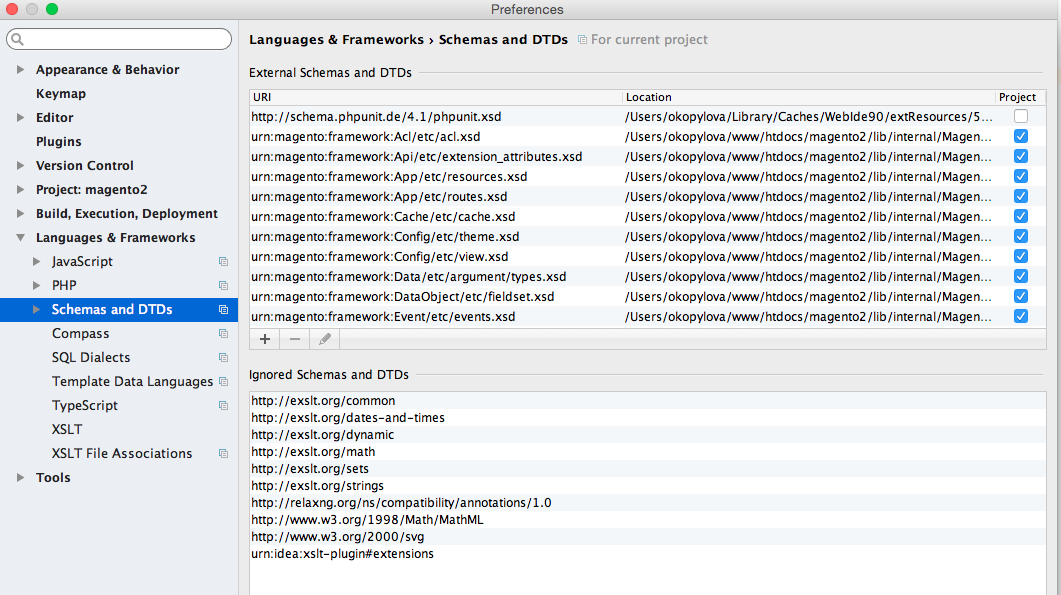 Preferences
Languages & Frameworks › Schemas and DTDs For current project
Appearance & Behavior
Keymap
Editor
Plugins
Version Control
Project: magento2
Build, Execution, Deployment
Languages & Frameworks
JavaScript
PHP
Schemas and DTDs
Compass
SQL Dialects
Template Data Languages
TypeScript
XSLT
XSLT File Associations
Tools
External Schemas and DTDs
URI Location Project
http://schema.phpunit.de/4.1/phpunit.xsd /Users/okopylova/Library/Caches/WebIde90/extResources/5...
urn:magento:framework:Acl/etc/acl.xsd /Users/okopylova/www/htdocs/magento2/lib/internal/Magen...
urn:magento:framework:Api/etc/extension_attributes.xsd /Users/okopylova/www/htdocs/magento2/lib/internal/Magen...
urn:magento:framework:App/etc/resources.xsd /Users/okopylova/www/htdocs/magento2/lib/internal/Magen...
urn:magento:framework:App/etc/routes.xsd /Users/okopylova/www/htdocs/magento2/lib/internal/Magen...
urn:magento:framework:Cache/etc/cache.xsd /Users/okopylova/www/htdocs/magento2/lib/internal/Magen...
urn:magento:framework:Config/etc/theme.xsd /Users/okopylova/www/htdocs/magento2/lib/internal/Magen...
urn:magento:framework:Config/etc/view.xsd /Users/okopylova/www/htdocs/magento2/lib/internal/Magen...
urn:magento:framework:Data/etc/argument/types.xsd /Users/okopylova/www/htdocs/magento2/lib/internal/Magen...
urn:magento:framework:DataObject/etc/fieldset.xsd /Users/okopylova/www/htdocs/magento2/lib/internal/Magen...
urn:magento:framework:Event/etc/events.xsd /Users/okopylova/www/htdocs/magento2/lib/internal/Magen...
Ignored Schemas and DTDs
http://exslt.org/common
http://exslt.org/dates-and-times
http://exslt.org/dynamic
http://exslt.org/math
http://exslt.org/sets
http://exslt.org/strings
http://relaxng.org/ns/compatibility/annotations/1.0
http://www.w3.org/1998/Math/MathML
http://www.w3.org/2000/svg
urn:idea:xslt-plugin#extensions